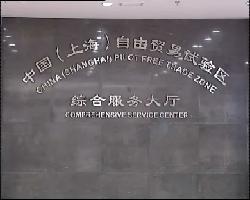 中国（上海）自由贸易试验区
CHINA (SHANGHAI) PILOT FREE TRADE ZONE
综合服务大厅
COMPREHENSIVE SERVICE CENTER